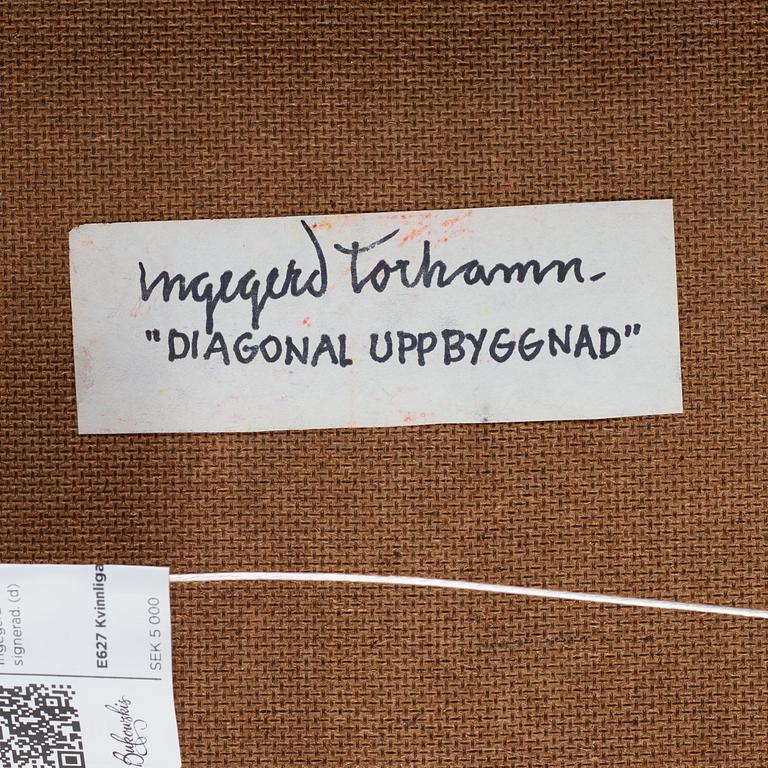 Ingegerd Torhamn-
"DIAGONAL UPPBYGGNAD"
signerad. (d)
E627 Kvinnliga
SEK 5 000
Bukowskis